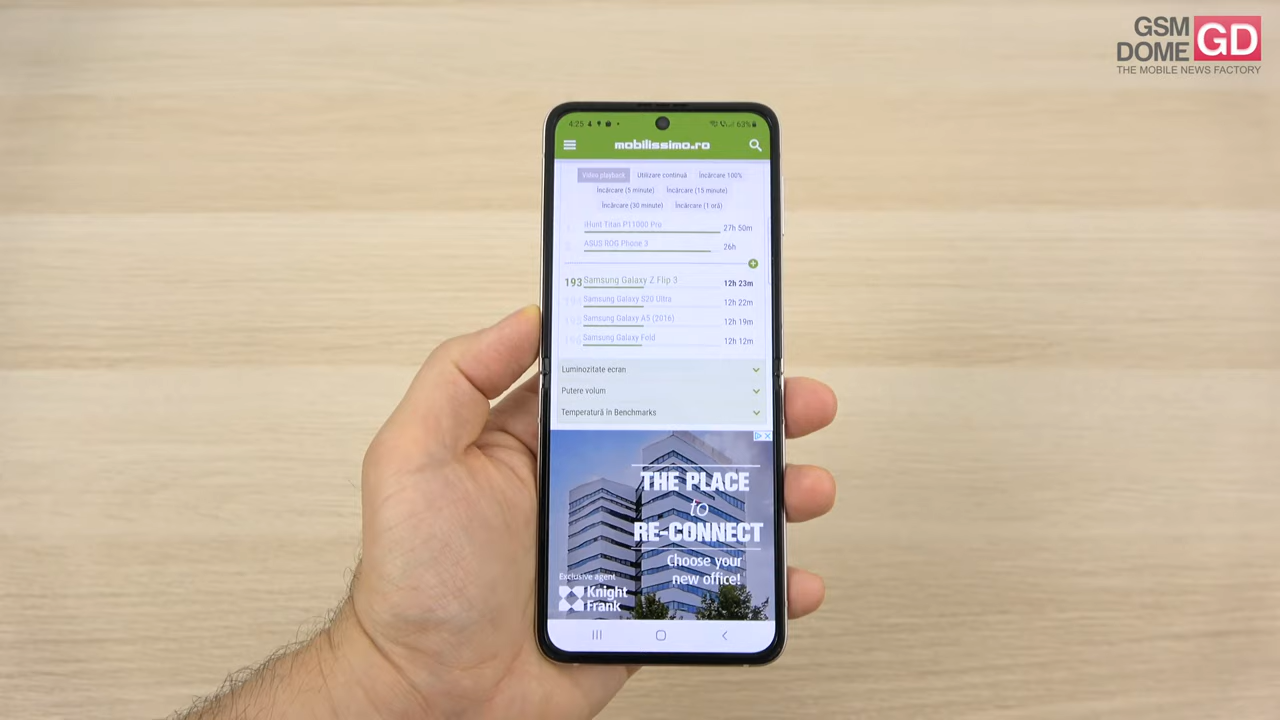 GSM
DOME GD
THE MOBILE NEWS FACTORY
4:25 63%
mobilissimo.ro
Video playback Utilizare continuă Încărcare 100%
Încărcare (5 minute) Încărcare (15 minute)
Încărcare (30 minute) Încărcare (1 oră)
iHunt Titan P11000 Pro 27h 50m
ASUS ROG Phone 3 26h
193 Samsung Galaxy Z Flip 3 12h 23m
Samsung Galaxy S20 Ultra 12h 22m
Samsung Galaxy A5 (2016) 12h 19m
Samsung Galaxy Fold 12h 12m
Luminozitate ecran
Putere volum
Temperatură în Benchmarks
THE PLACE
to
RE-CONNECT
Choose your
new office!
Exclusive agent
Knight
Frank